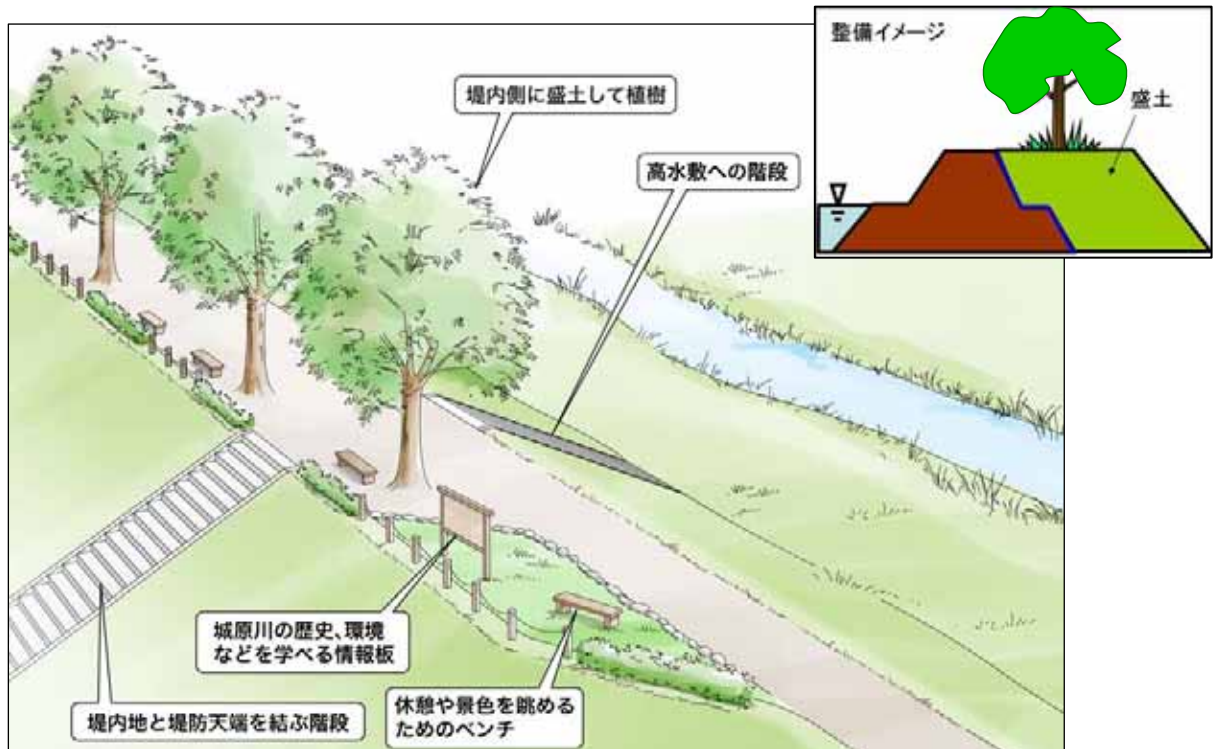 整備イメージ
盛土
堤内側に盛土して植樹
高水敷への階段
城原川の歴史、環境
などを学べる情報板
休憩や景色を眺める
ためのベンチ
堤内地と堤防天端を結ぶ階段